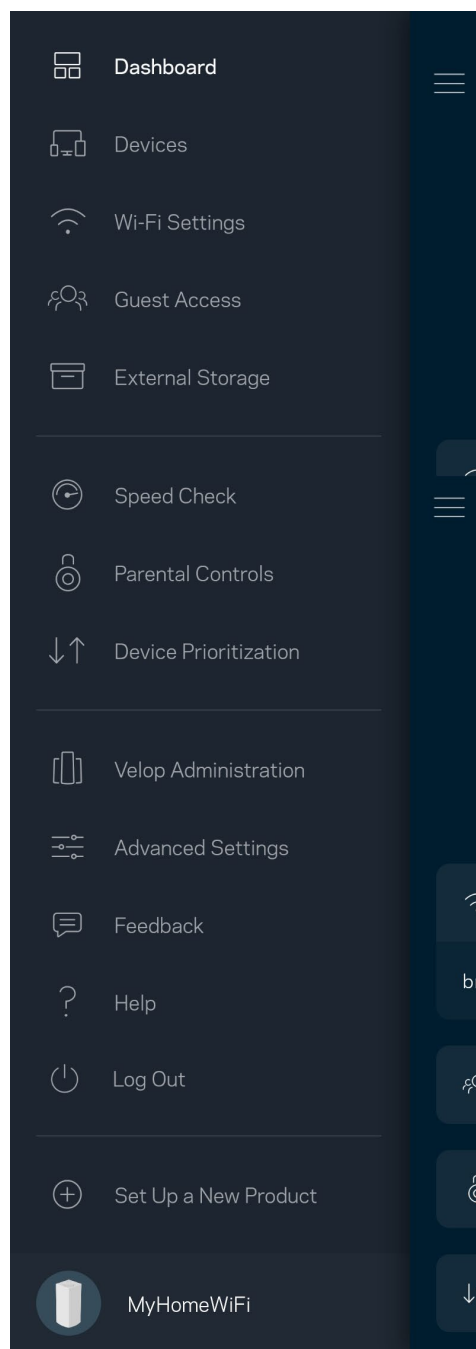 Dashboard
Devices
Wi-Fi Settings
Guest Access
External Storage
Speed Check
Parental Controls
Device Prioritization
Velop Administration
Advanced Settings
Feedback
Help
Log Out
Set Up a New Product
MyHomeWiFi